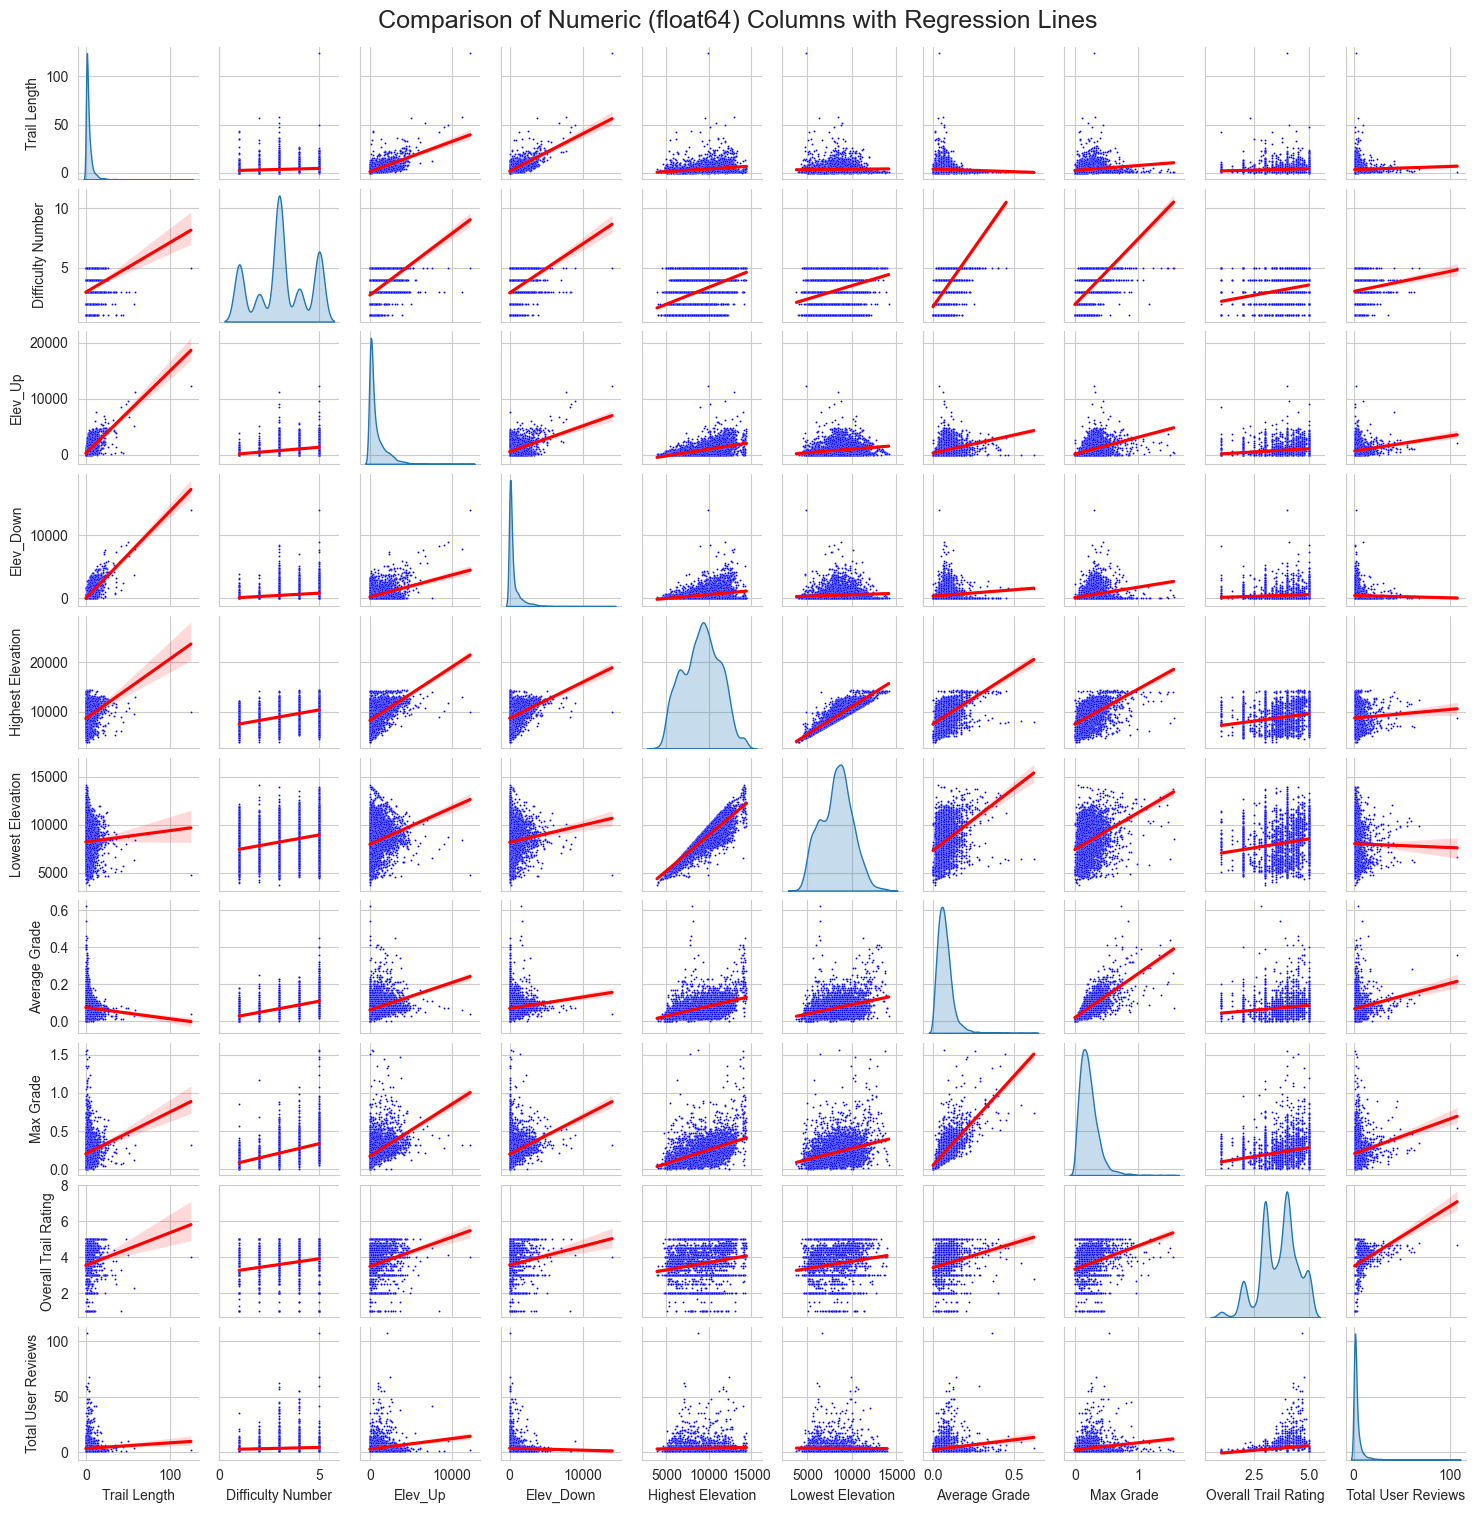 Comparison of Numeric (float64) Columns with Regression Lines
Trail Length
100
50
0
Difficulty Number
10
5
Elev_Up
20000
10000
0
Elev_Down
10000
0
Highest Elevation
20000
10000
Lowest Elevation
15000
10000
5000
Average Grade
0.6
0.4
0.2
0.0
Max Grade
1.5
1.0
0.5
0.0
Overall Trail Rating
8
6
4
2
Total User Reviews
100
50
0
0 100 0 5 0 10000 0 10000 5000 10000 15000 5000 10000 15000 0.0 0.5 0 1 2.5 5.0 0 100
Trail Length Difficulty Number Elev_Up Elev_Down Highest Elevation Lowest Elevation Average Grade Max Grade Overall Trail Rating Total User Reviews